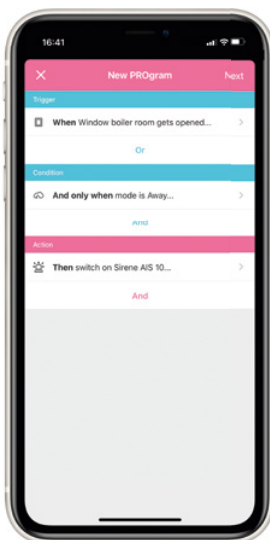 16:41
New PROgram Next
Trigger
When Window boiler room gets opened...
Or
Condition
And only when mode is Away...
And
Action
Then switch on Sirene AIS 10...
And